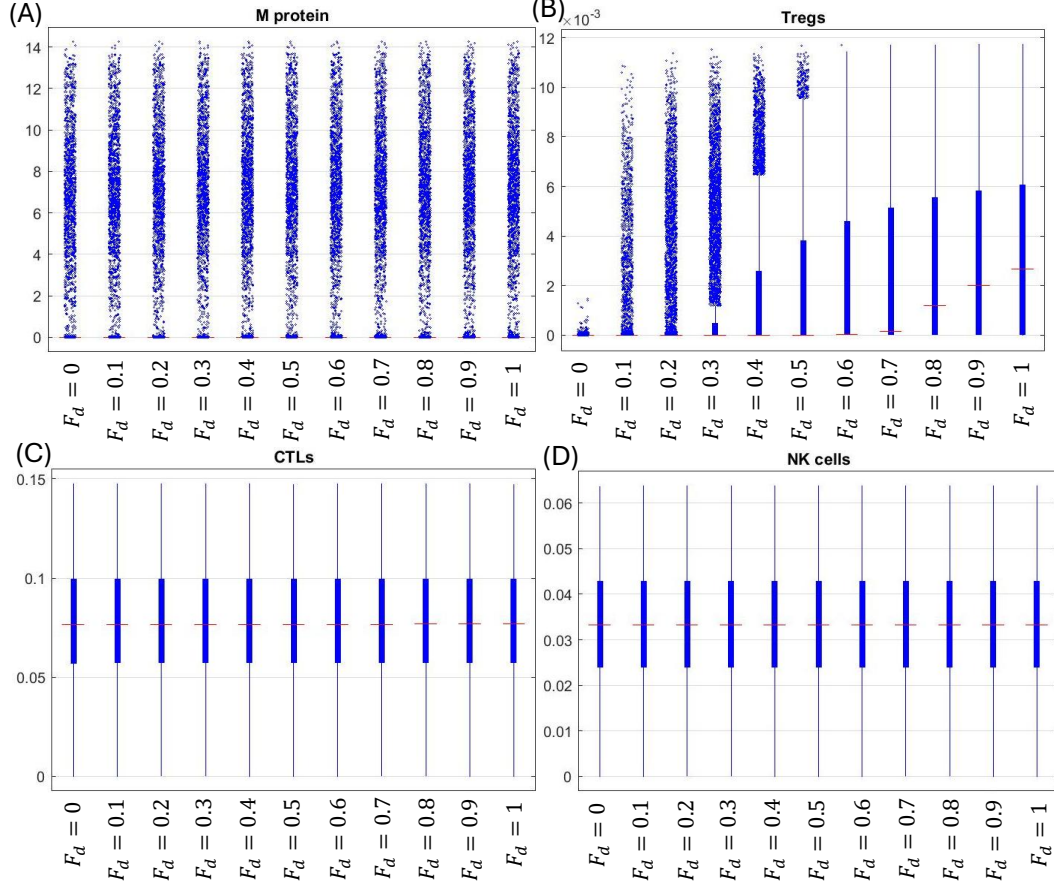 (A)
M protein
14
12
10
8
6
4
2
0
F_d = 0
F_d = 0.1
F_d = 0.2
F_d = 0.3
F_d = 0.4
F_d = 0.5
F_d = 0.6
F_d = 0.7
F_d = 0.8
F_d = 0.9
F_d = 1
(B)
×10⁻³
Tregs
12
10
8
6
4
2
0
F_d = 0
F_d = 0.1
F_d = 0.2
F_d = 0.3
F_d = 0.4
F_d = 0.5
F_d = 0.6
F_d = 0.7
F_d = 0.8
F_d = 0.9
F_d = 1
(C)
CTLs
0.15
0.1
0.05
0
F_d = 0
F_d = 0.1
F_d = 0.2
F_d = 0.3
F_d = 0.4
F_d = 0.5
F_d = 0.6
F_d = 0.7
F_d = 0.8
F_d = 0.9
F_d = 1
(D)
NK cells
0.06
0.05
0.04
0.03
0.02
0.01
0
F_d = 0
F_d = 0.1
F_d = 0.2
F_d = 0.3
F_d = 0.4
F_d = 0.5
F_d = 0.6
F_d = 0.7
F_d = 0.8
F_d = 0.9
F_d = 1